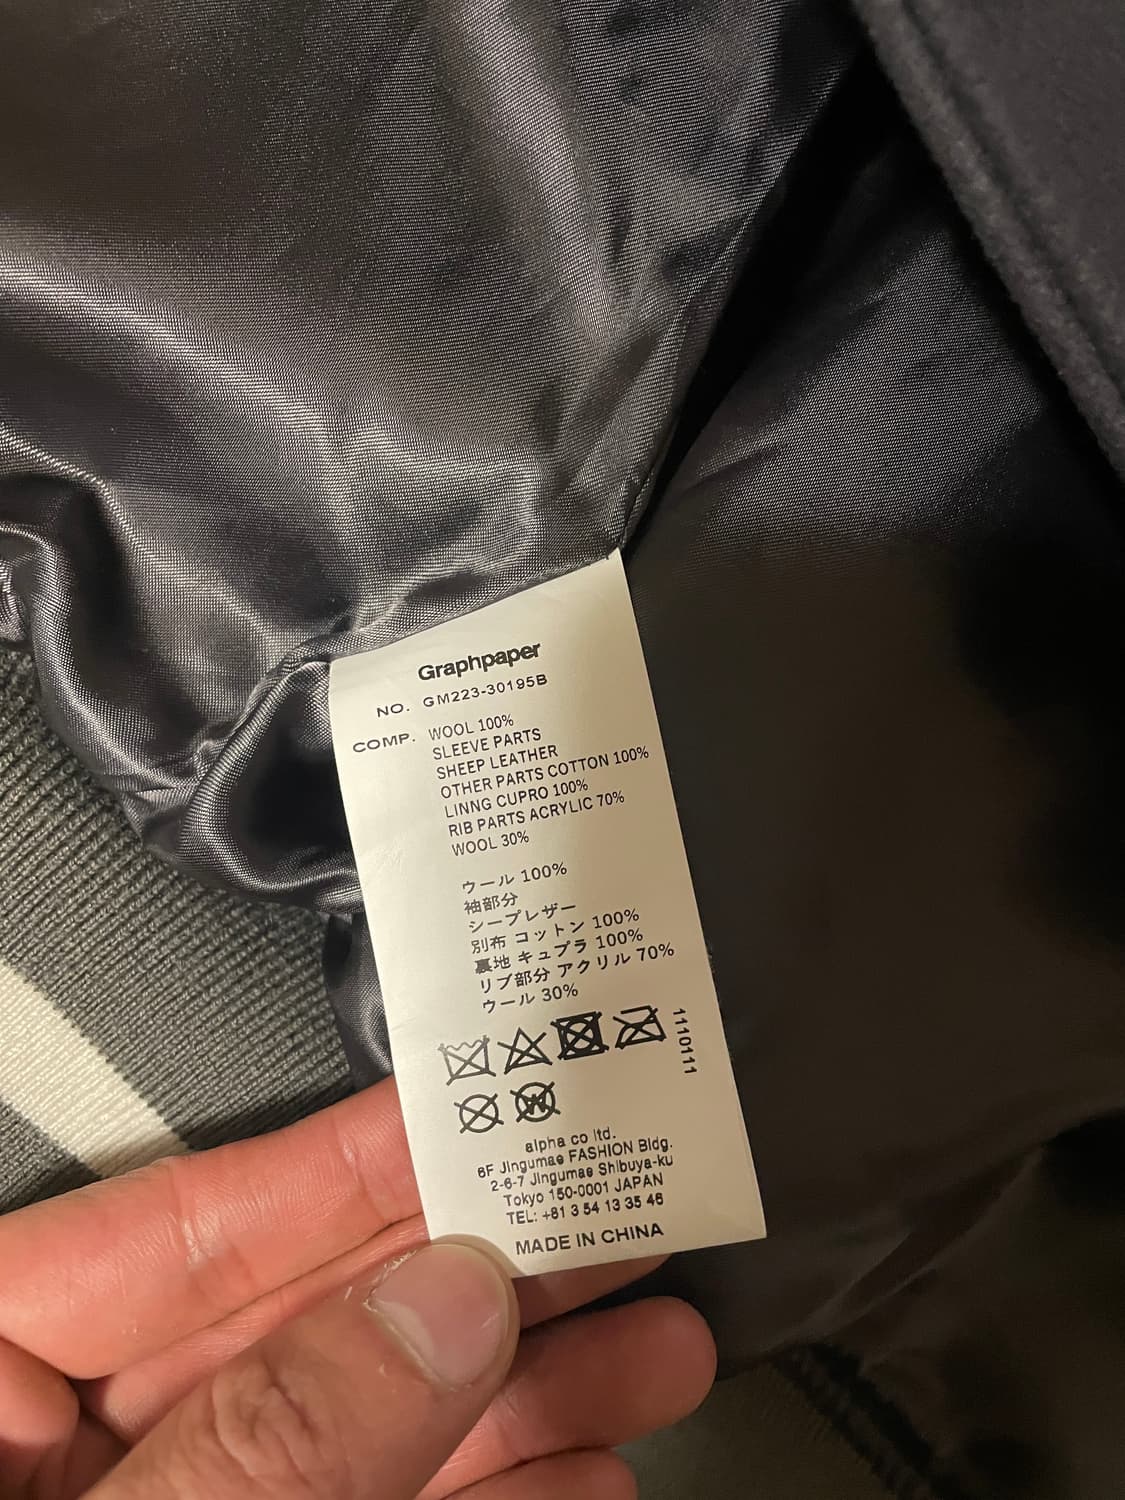 Graphpaper
NO. GM223-30195B
COMP. WOOL 100%
SLEEVE PARTS
SHEEP LEATHER
OTHER PARTS COTTON 100%
LINNG CUPRO 100%
RIB PARTS ACRYLIC 70%
WOOL 30%
ウール 100%
袖部分
シープレザー
別布 コットン 100%
裏地 キュプラ 100%
リブ部分 アクリル 70%
ウール 30%
1110111
W
alpha co ltd.
6F Jingumae FASHION Bldg.
2-6-7 Jingumae Shibuya-ku
Tokyo 150-0001 JAPAN
TEL: +81 3 54 13 35 46
MADE IN CHINA